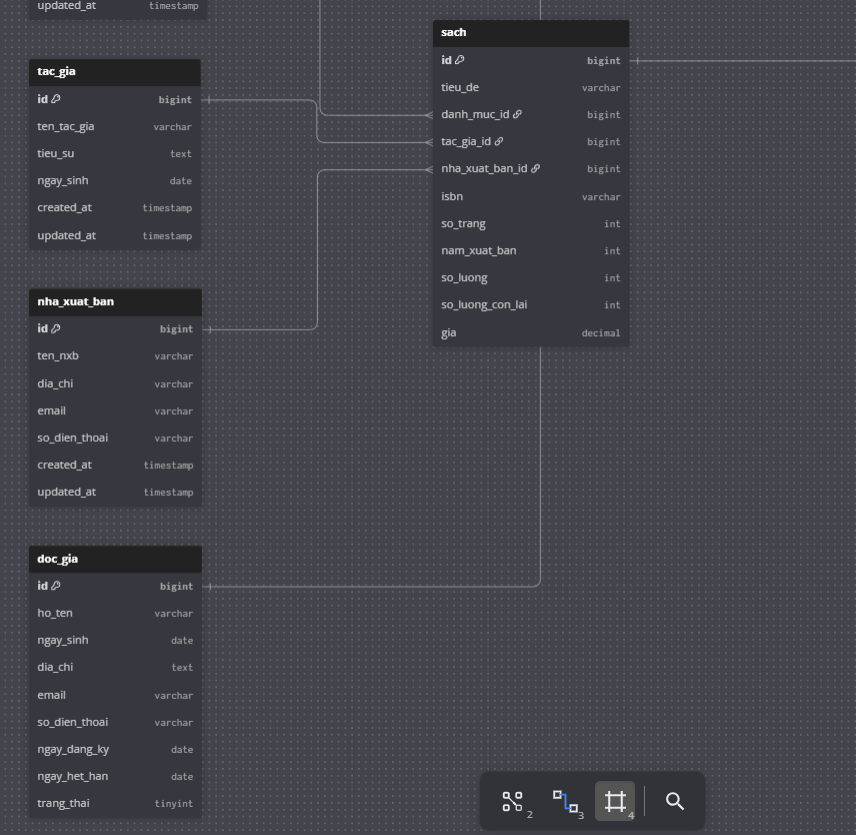 updated_at timestamp
tac_gia
id bigint
ten_tac_gia varchar
tieu_su text
ngay_sinh date
created_at timestamp
updated_at timestamp
nha_xuat_ban
id bigint
ten_nxb varchar
dia_chi varchar
email varchar
so_dien_thoai varchar
created_at timestamp
updated_at timestamp
doc_gia
id bigint
ho_ten varchar
ngay_sinh date
dia_chi text
email varchar
so_dien_thoai varchar
ngay_dang_ky date
ngay_het_han date
trang_thai tinyint
sach
id bigint
tieu_de varchar
danh_muc_id bigint
tac_gia_id bigint
nha_xuat_ban_id bigint
isbn varchar
so_trang int
nam_xuat_ban int
so_luong int
so_luong_con_lai int
gia decimal
2 3 4